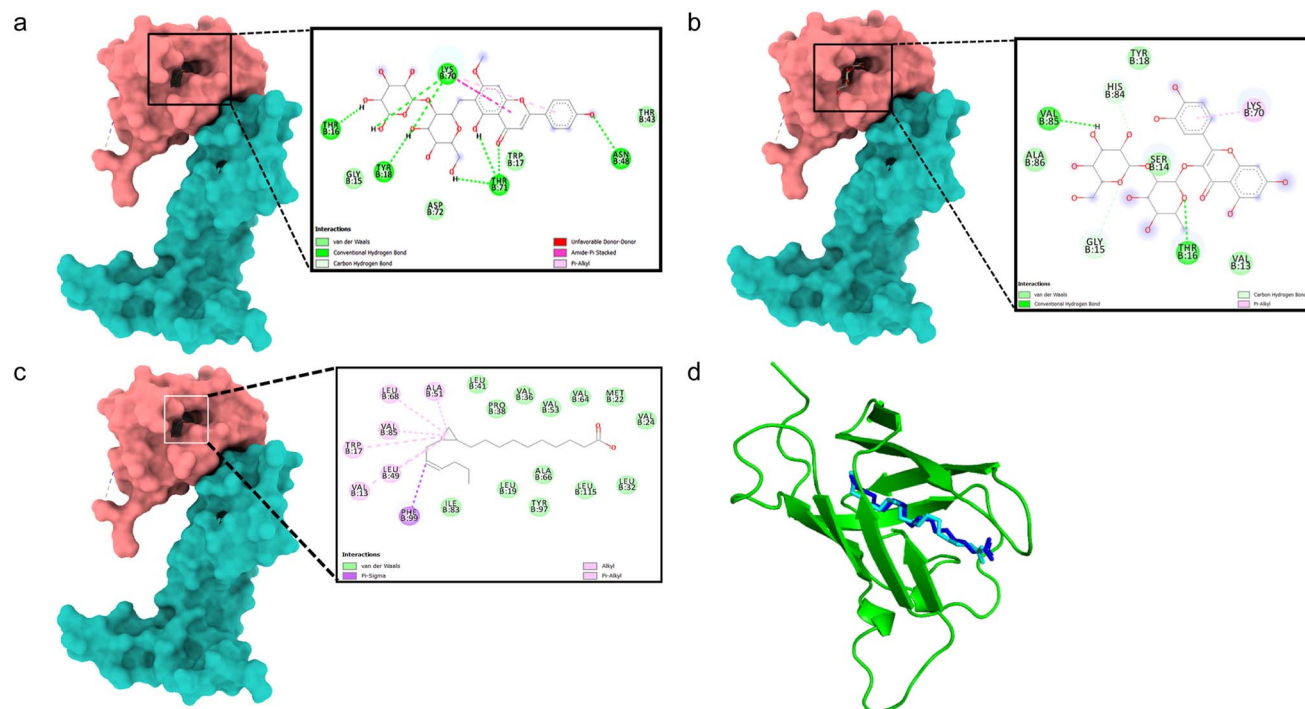 a
LYS
B:70
THR
B:16
H
H
H
H
H
TYR
B:18
GLY
B:15
ASP
B:72
THR
B:71
TRP
B:17
THR
B:43
ASN
B:48
Interactions
van der Waals
Conventional Hydrogen Bond
Carbon Hydrogen Bond
Unfavorable Donor-Donor
Amide-Pi Stacked
Pi-Alkyl
b
TYR
B:18
HIS
B:84
VAL
B:85
H
LYS
B:70
ALA
B:86
SER
B:14
GLY
B:15
THR
B:16
VAL
B:13
Interactions
van der Waals
Conventional Hydrogen Bond
Carbon Hydrogen Bond
Pi-Alkyl
c
LEU
B:68
ALA
B:51
LEU
B:41
PRO
B:38
VAL
B:36
VAL
B:53
VAL
B:64
MET
B:22
VAL
B:24
VAL
B:85
TRP
B:17
LEU
B:49
VAL
B:13
PHE
B:99
ILE
B:83
LEU
B:19
ALA
B:66
TYR
B:97
LEU
B:115
LEU
B:32
Interactions
van der Waals
Pi-Sigma
Alkyl
Pi-Alkyl
d